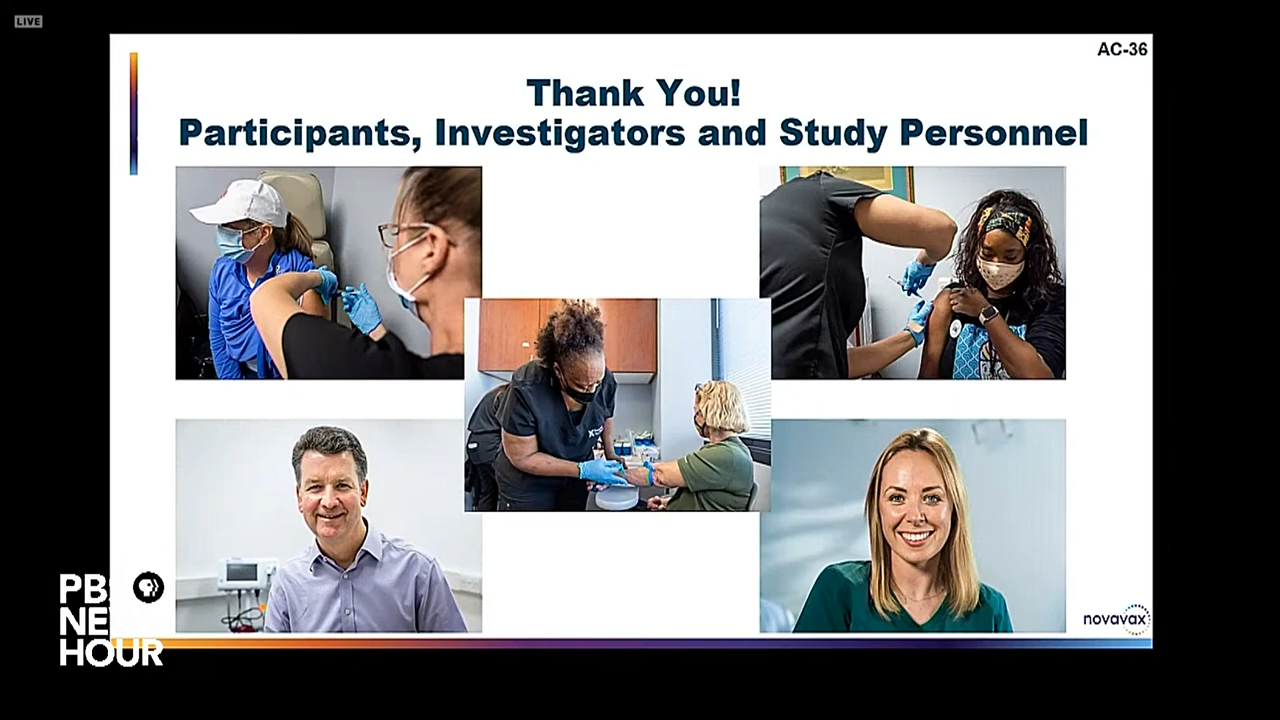 LIVE
AC-36
Thank You!
Participants, Investigators and Study Personnel
novavax
PBS
NEWS
HOUR